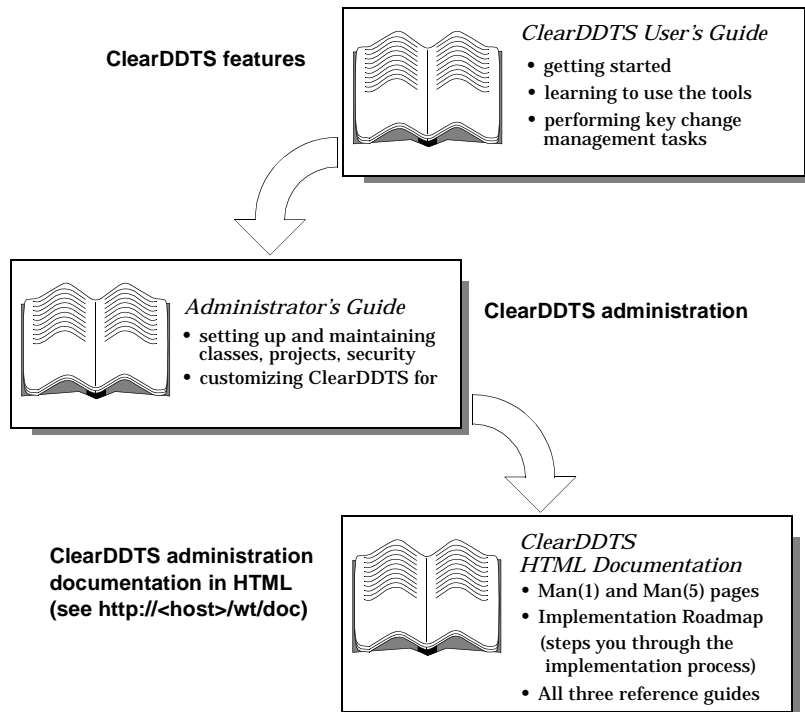 ClearDDTS features
ClearDDTS User's Guide
• getting started
• learning to use the tools
• performing key change
management tasks
Administrator's Guide
• setting up and maintaining
classes, projects, security
• customizing ClearDDTS for
ClearDDTS administration
ClearDDTS administration
documentation in HTML
(see http://<host>/wt/doc)
ClearDDTS
HTML Documentation
• Man(1) and Man(5) pages
• Implementation Roadmap
(steps you through the
implementation process)
• All three reference guides